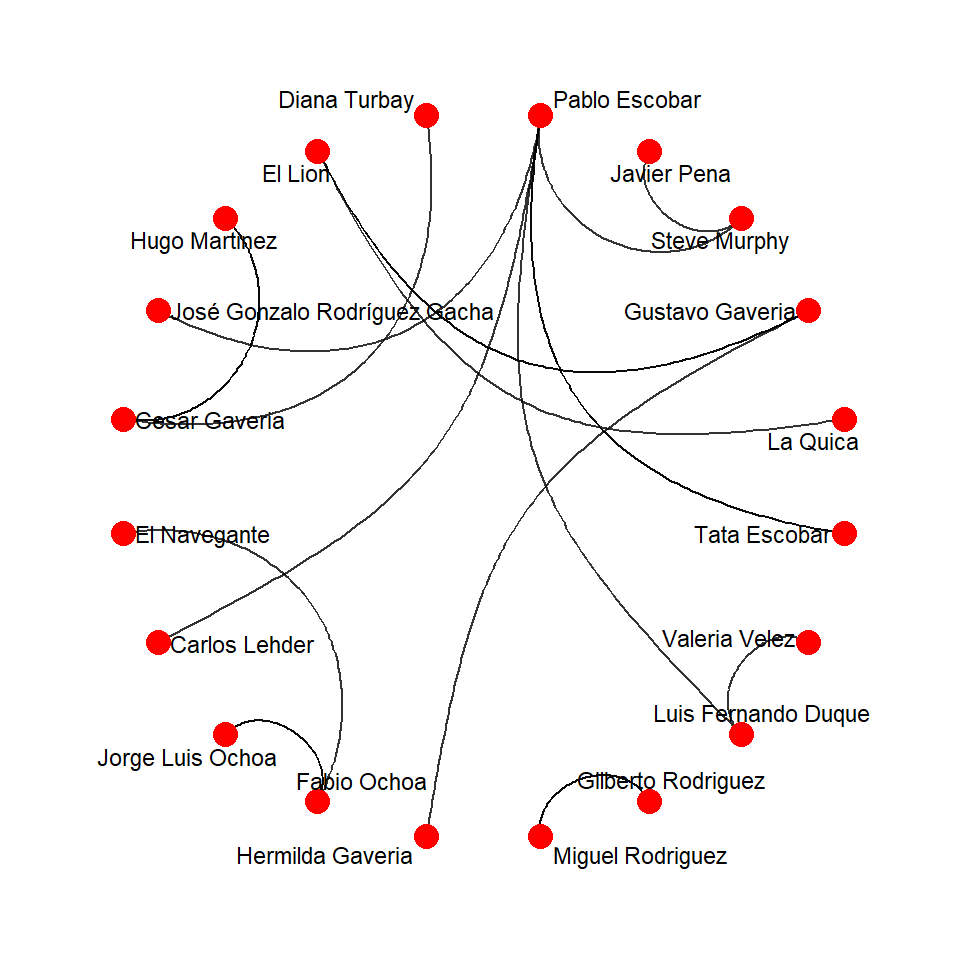 Diana Turbay
Pablo Escobar
El Lion
Javier Pena
Hugo Martinez
Steve Murphy
José Gonzalo Rodríguez Gacha
Gustavo Gaveria
Cesar Gaveria
La Quica
El Navegante
Tata Escobar
Carlos Lehder
Valeria Velez
Luis Fernando Duque
Jorge Luis Ochoa
Fabio Ochoa
Gilberto Rodriguez
Hermilda Gaveria
Miguel Rodriguez